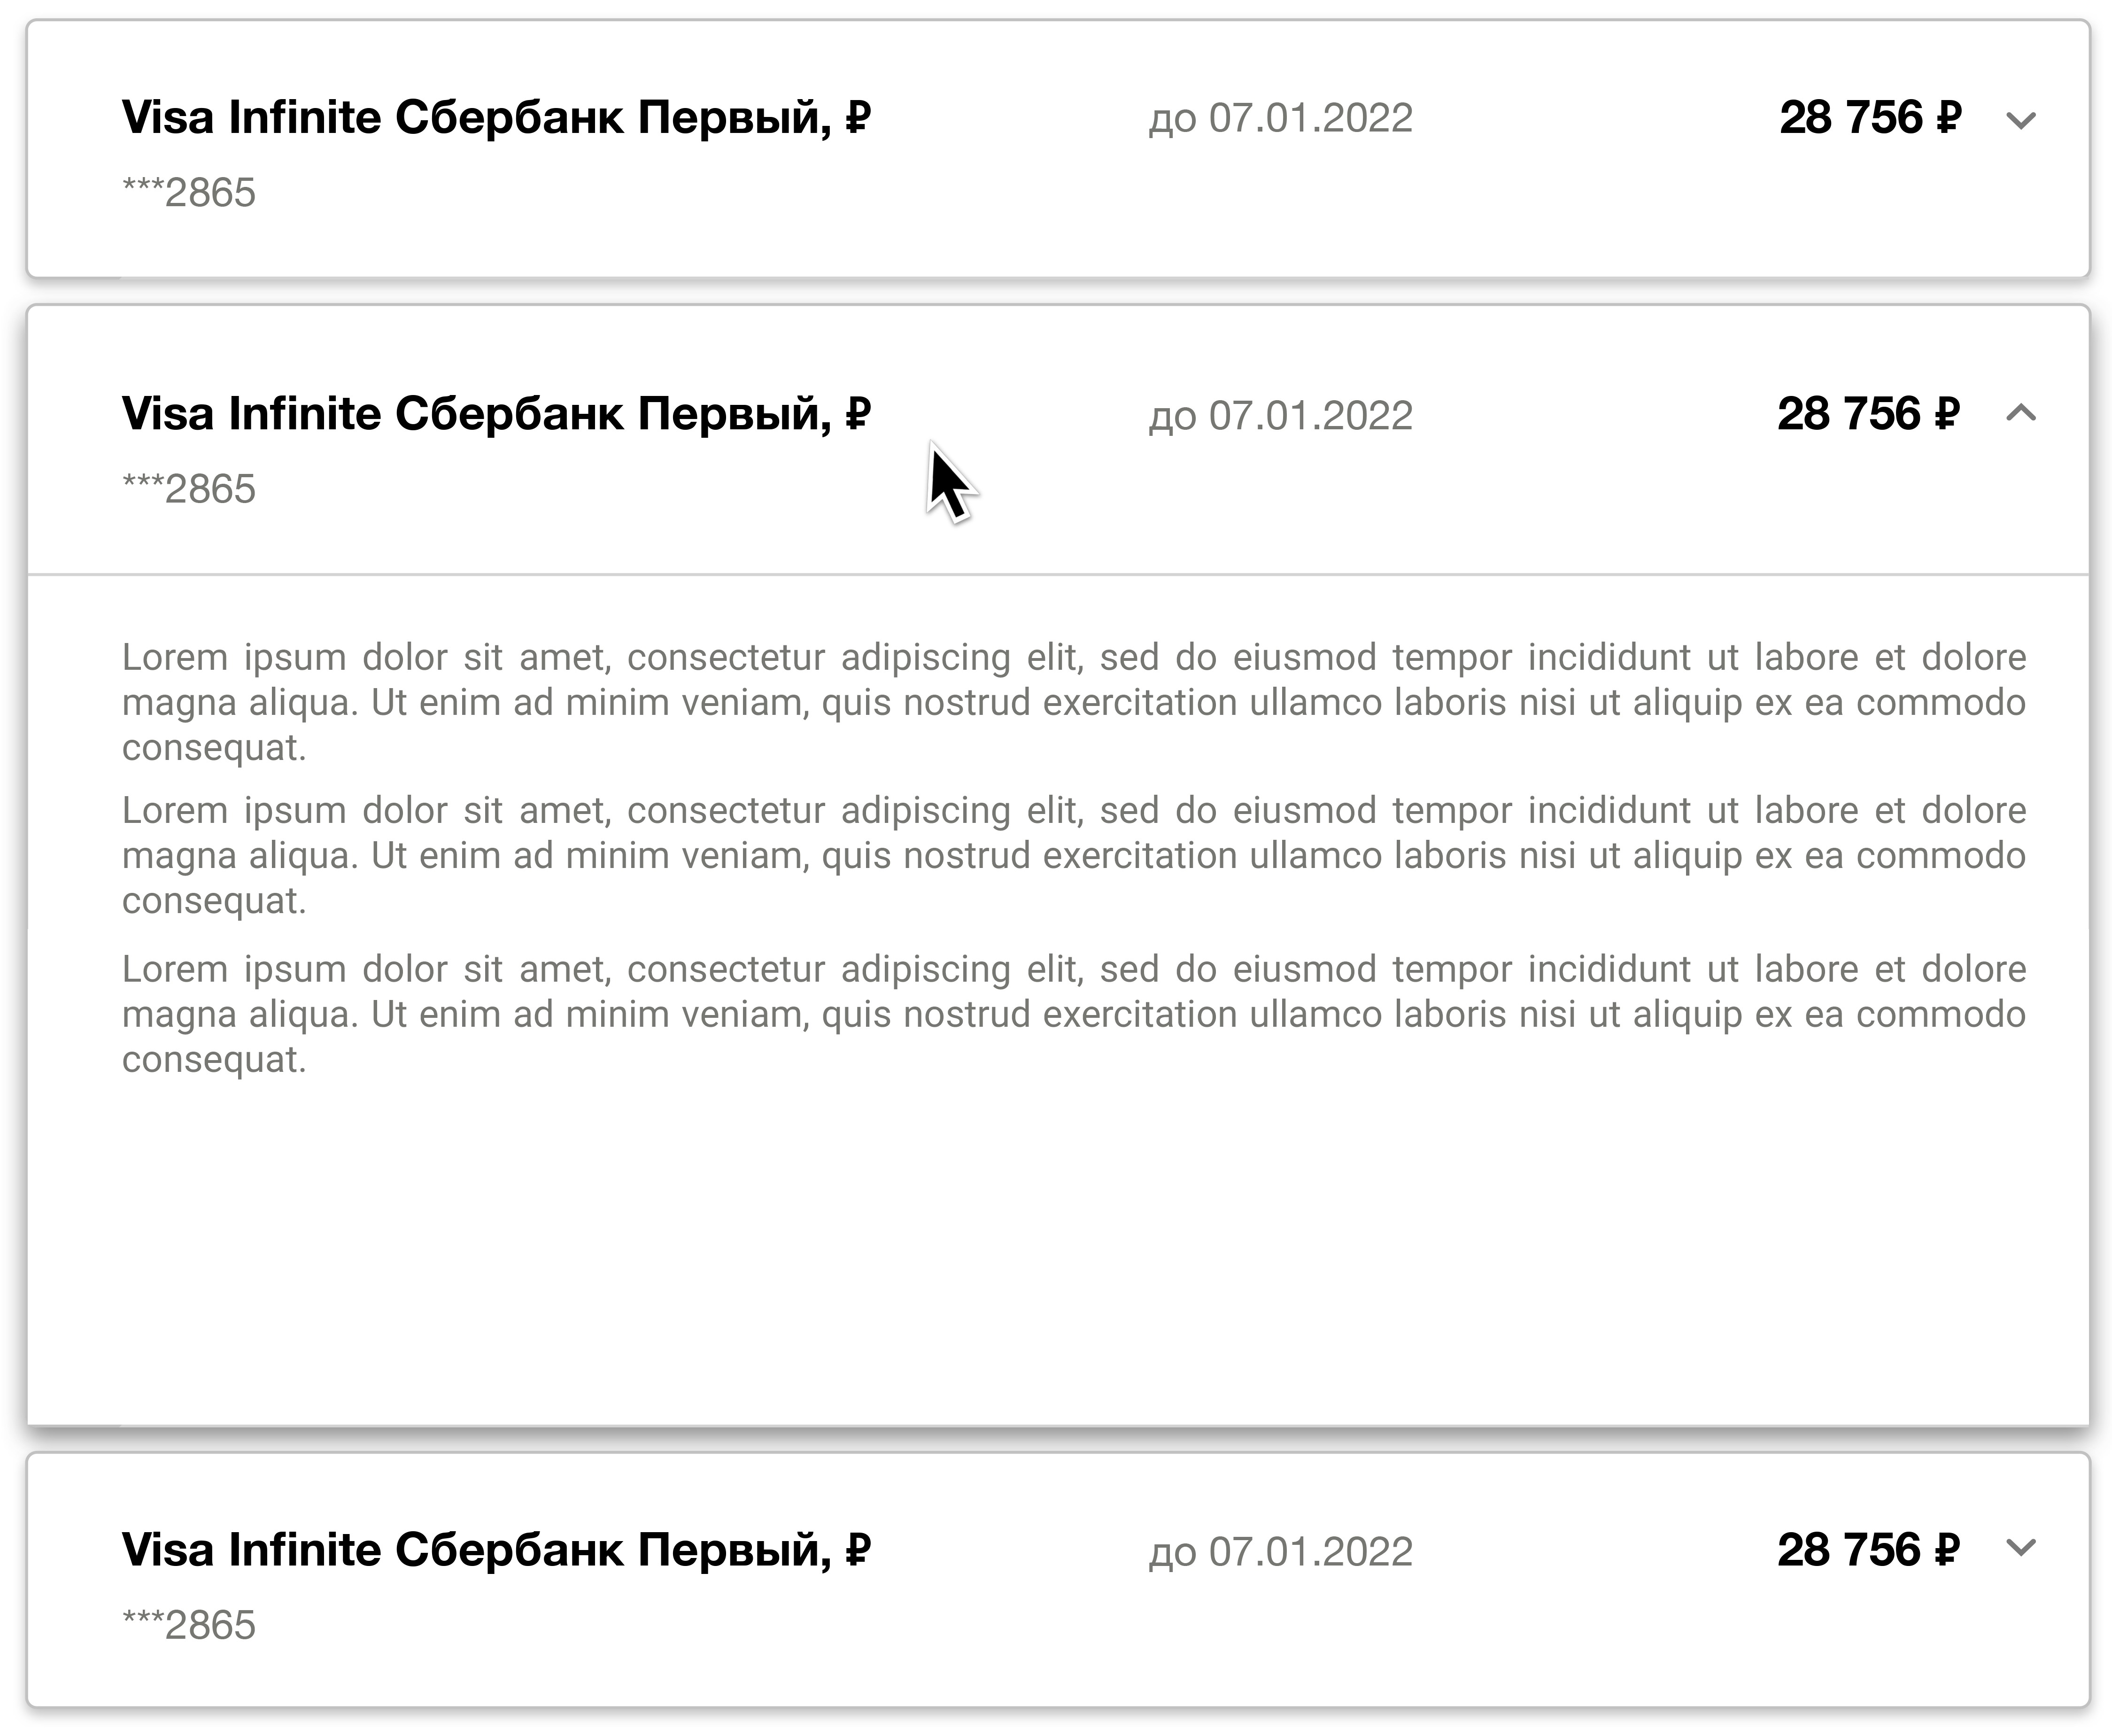 Visa Infinite Сбербанк Первый, ₽ до 07.01.2022 28 756 ₽
***2865
Visa Infinite Сбербанк Первый, ₽ до 07.01.2022 28 756 ₽
***2865
Lorem ipsum dolor sit amet, consectetur adipiscing elit, sed do eiusmod tempor incididunt ut labore et dolore
magna aliqua. Ut enim ad minim veniam, quis nostrud exercitation ullamco laboris nisi ut aliquip ex ea commodo
consequat.
Lorem ipsum dolor sit amet, consectetur adipiscing elit, sed do eiusmod tempor incididunt ut labore et dolore
magna aliqua. Ut enim ad minim veniam, quis nostrud exercitation ullamco laboris nisi ut aliquip ex ea commodo
consequat.
Lorem ipsum dolor sit amet, consectetur adipiscing elit, sed do eiusmod tempor incididunt ut labore et dolore
magna aliqua. Ut enim ad minim veniam, quis nostrud exercitation ullamco laboris nisi ut aliquip ex ea commodo
consequat.
Visa Infinite Сбербанк Первый, ₽ до 07.01.2022 28 756 ₽
***2865